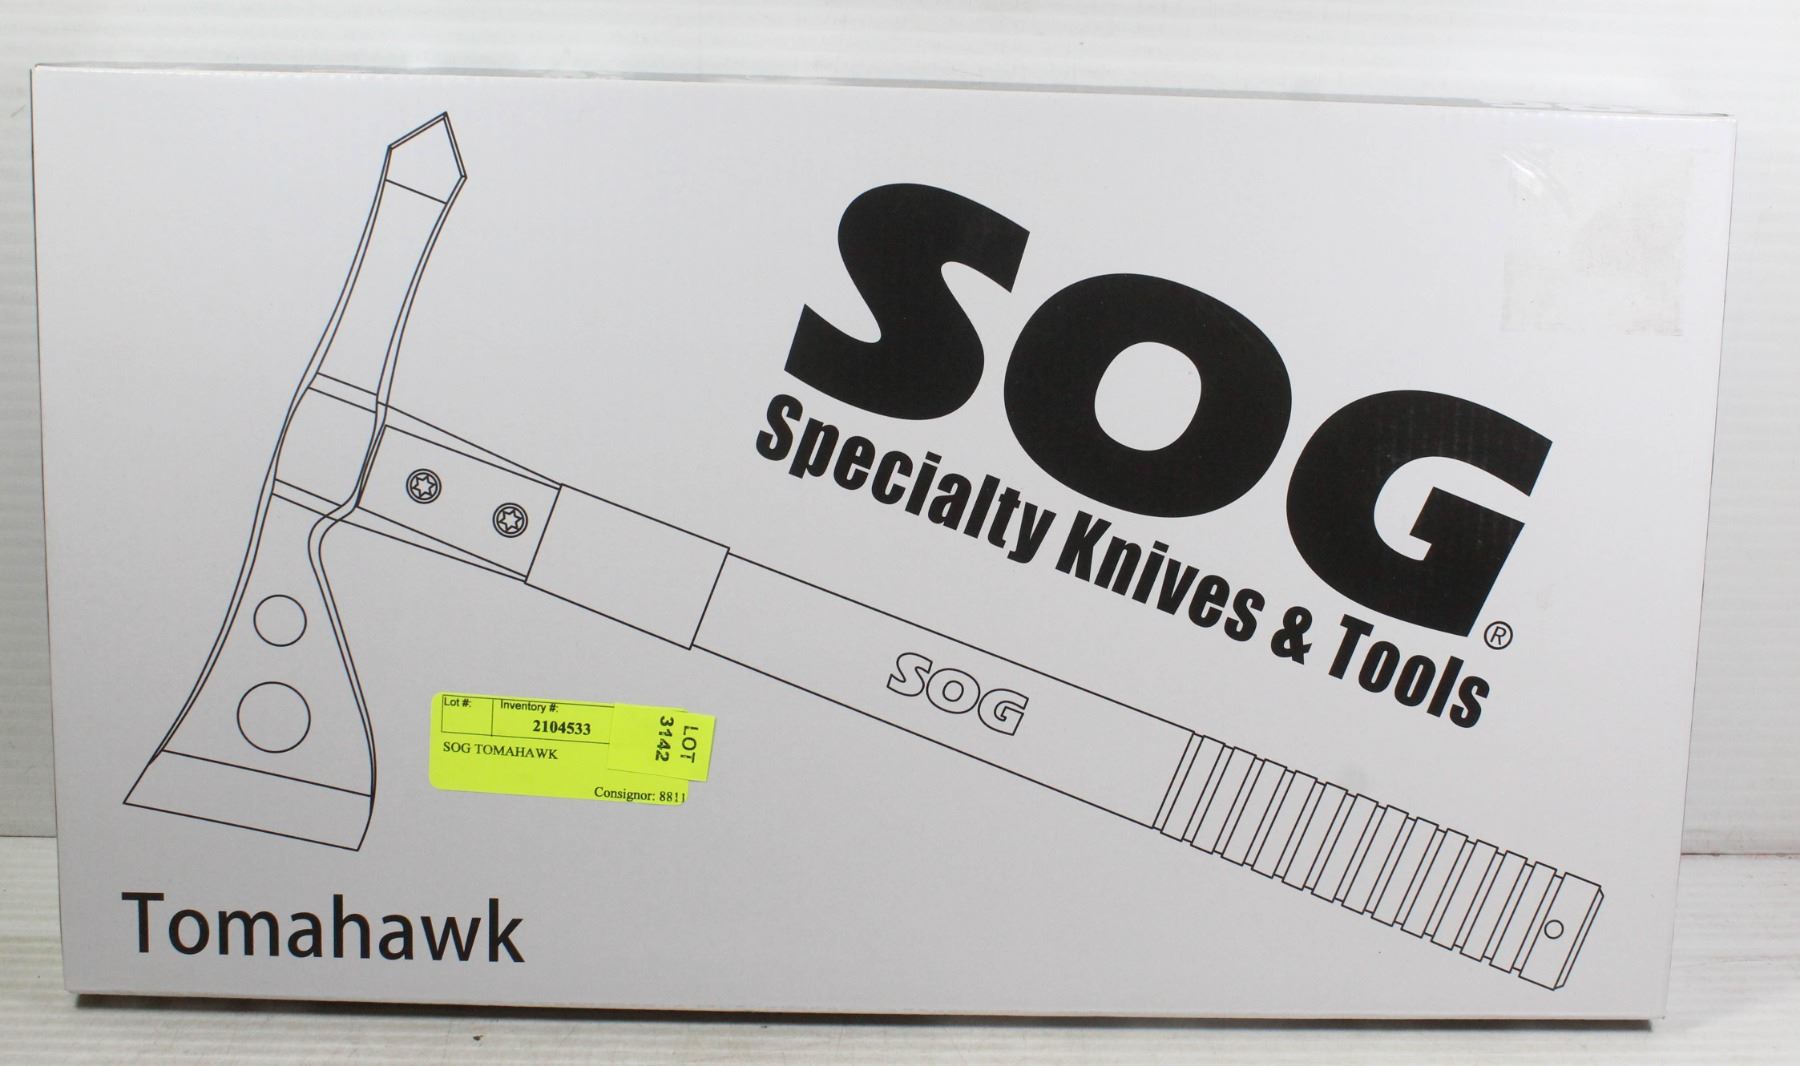 SOG®
Specialty Knives & Tools
SOG
Lot #:
Inventory #:
2104533
SOG TOMAHAWK
Consignor: 8811
LOT
3142
Tomahawk